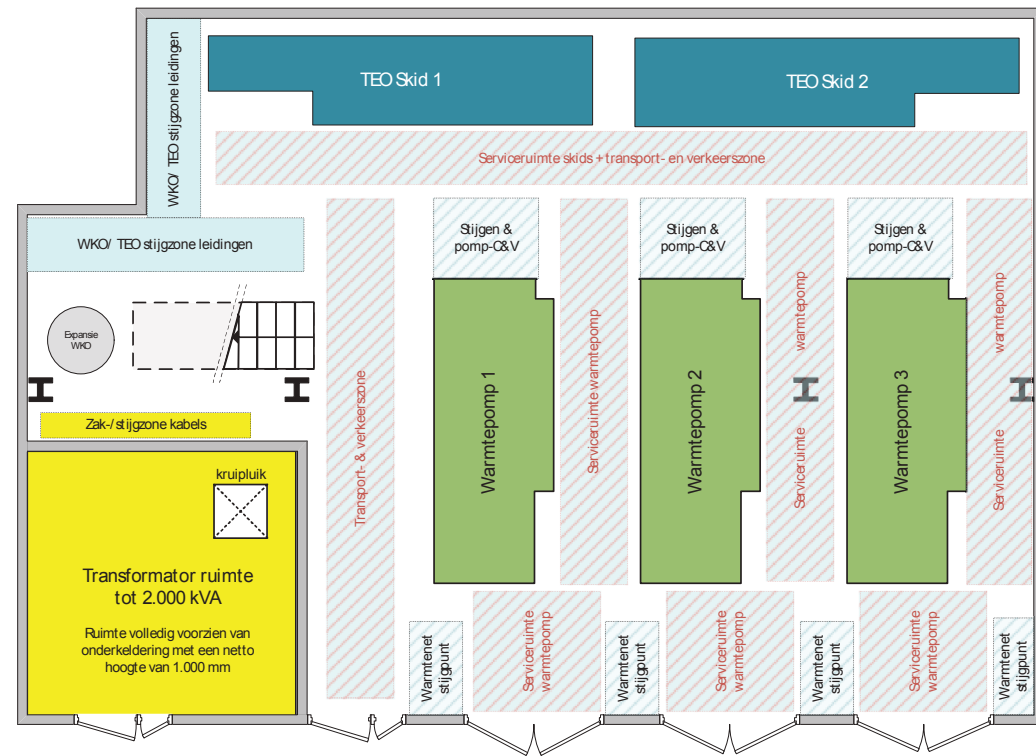 TEO Skid 1
TEO Skid 2
WKO/ TEO stijgzone leidingen
Serviceruimte skids + transport- en verkeerszone
WKO/ TEO stijgzone leidingen
Stijgen &
pomp-C&V
Stijgen &
pomp-C&V
Stijgen &
pomp-C&V
Expansie
WKO
Zak-/ stijgzone kabels
Transport- & verkeerszone
Warmtepomp 1
Serviceruimte warmtepomp
Warmtepomp 2
Serviceruimte warmtepomp
Warmtepomp 3
Serviceruimte warmtepomp
kruipluik
Transformator ruimte
tot 2.000 kVA
Ruimte volledig voorzien van
onderkeldering met een netto
hoogte van 1.000 mm
Warmtenet
stijgpunt
Serviceruimte
warmtepomp
Warmtenet
stijgpunt
Serviceruimte
warmtepomp
Warmtenet
stijgpunt
Serviceruimte
warmtepomp
Warmtenet
stijgpunt